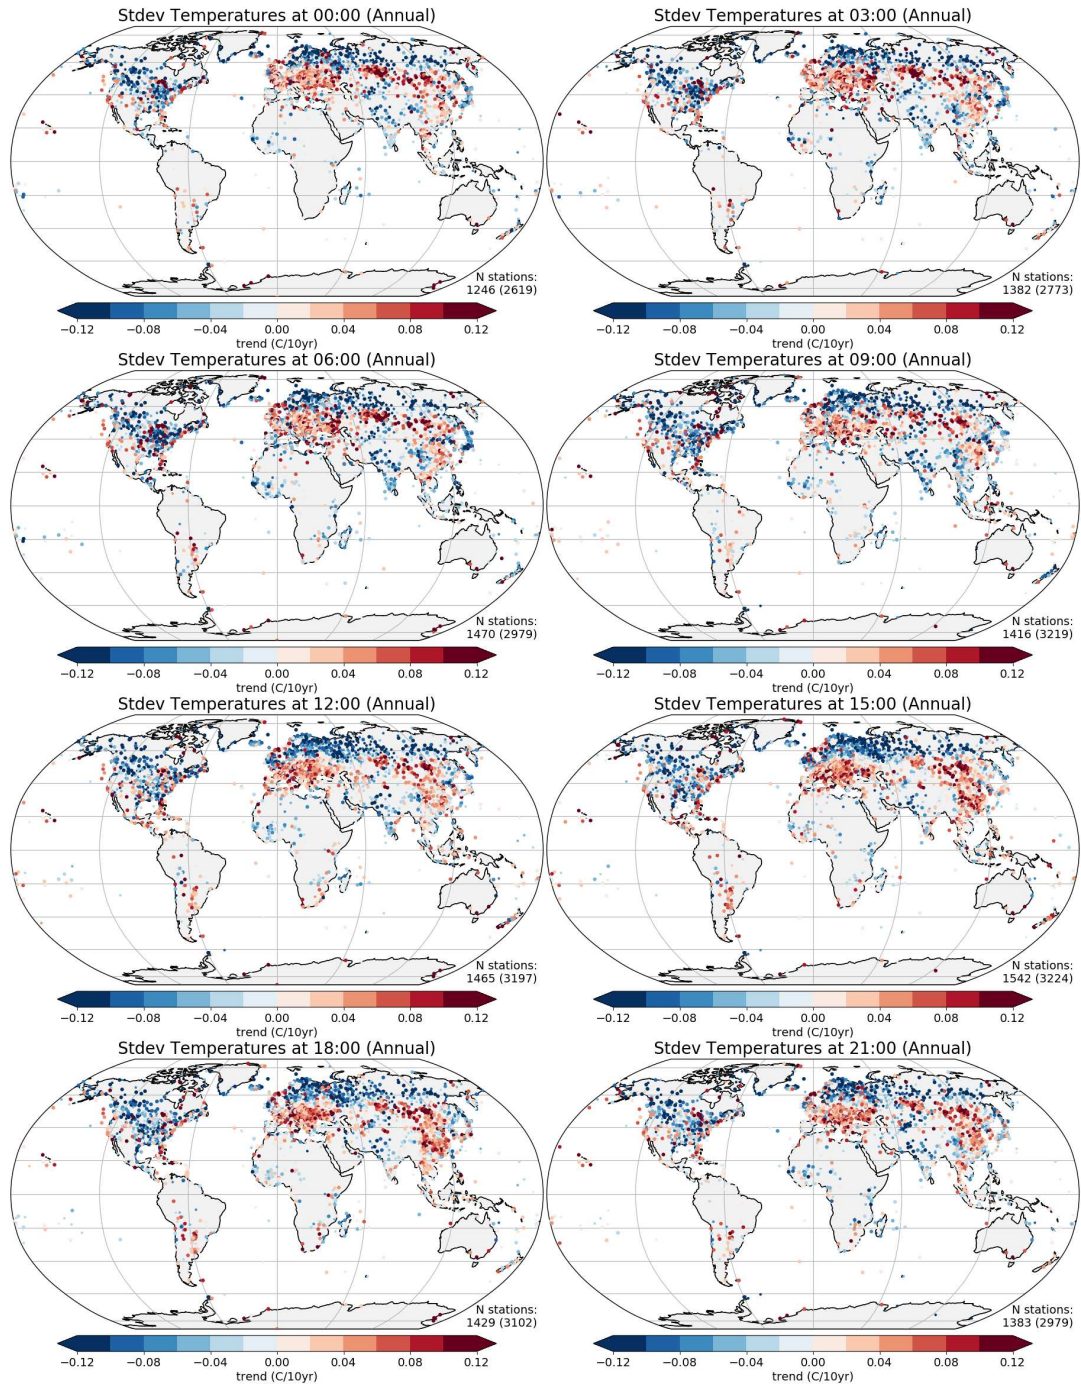 Stdev Temperatures at 00:00 (Annual)
N stations:
1246 (2619)
−0.12 −0.08 −0.04 0.00 0.04 0.08 0.12
trend (C/10yr)
Stdev Temperatures at 03:00 (Annual)
N stations:
1382 (2773)
−0.12 −0.08 −0.04 0.00 0.04 0.08 0.12
trend (C/10yr)
Stdev Temperatures at 06:00 (Annual)
N stations:
1470 (2979)
−0.12 −0.08 −0.04 0.00 0.04 0.08 0.12
trend (C/10yr)
Stdev Temperatures at 09:00 (Annual)
N stations:
1416 (3219)
−0.12 −0.08 −0.04 0.00 0.04 0.08 0.12
trend (C/10yr)
Stdev Temperatures at 12:00 (Annual)
N stations:
1465 (3197)
−0.12 −0.08 −0.04 0.00 0.04 0.08 0.12
trend (C/10yr)
Stdev Temperatures at 15:00 (Annual)
N stations:
1542 (3224)
−0.12 −0.08 −0.04 0.00 0.04 0.08 0.12
trend (C/10yr)
Stdev Temperatures at 18:00 (Annual)
N stations:
1429 (3102)
−0.12 −0.08 −0.04 0.00 0.04 0.08 0.12
trend (C/10yr)
Stdev Temperatures at 21:00 (Annual)
N stations:
1383 (2979)
−0.12 −0.08 −0.04 0.00 0.04 0.08 0.12
trend (C/10yr)